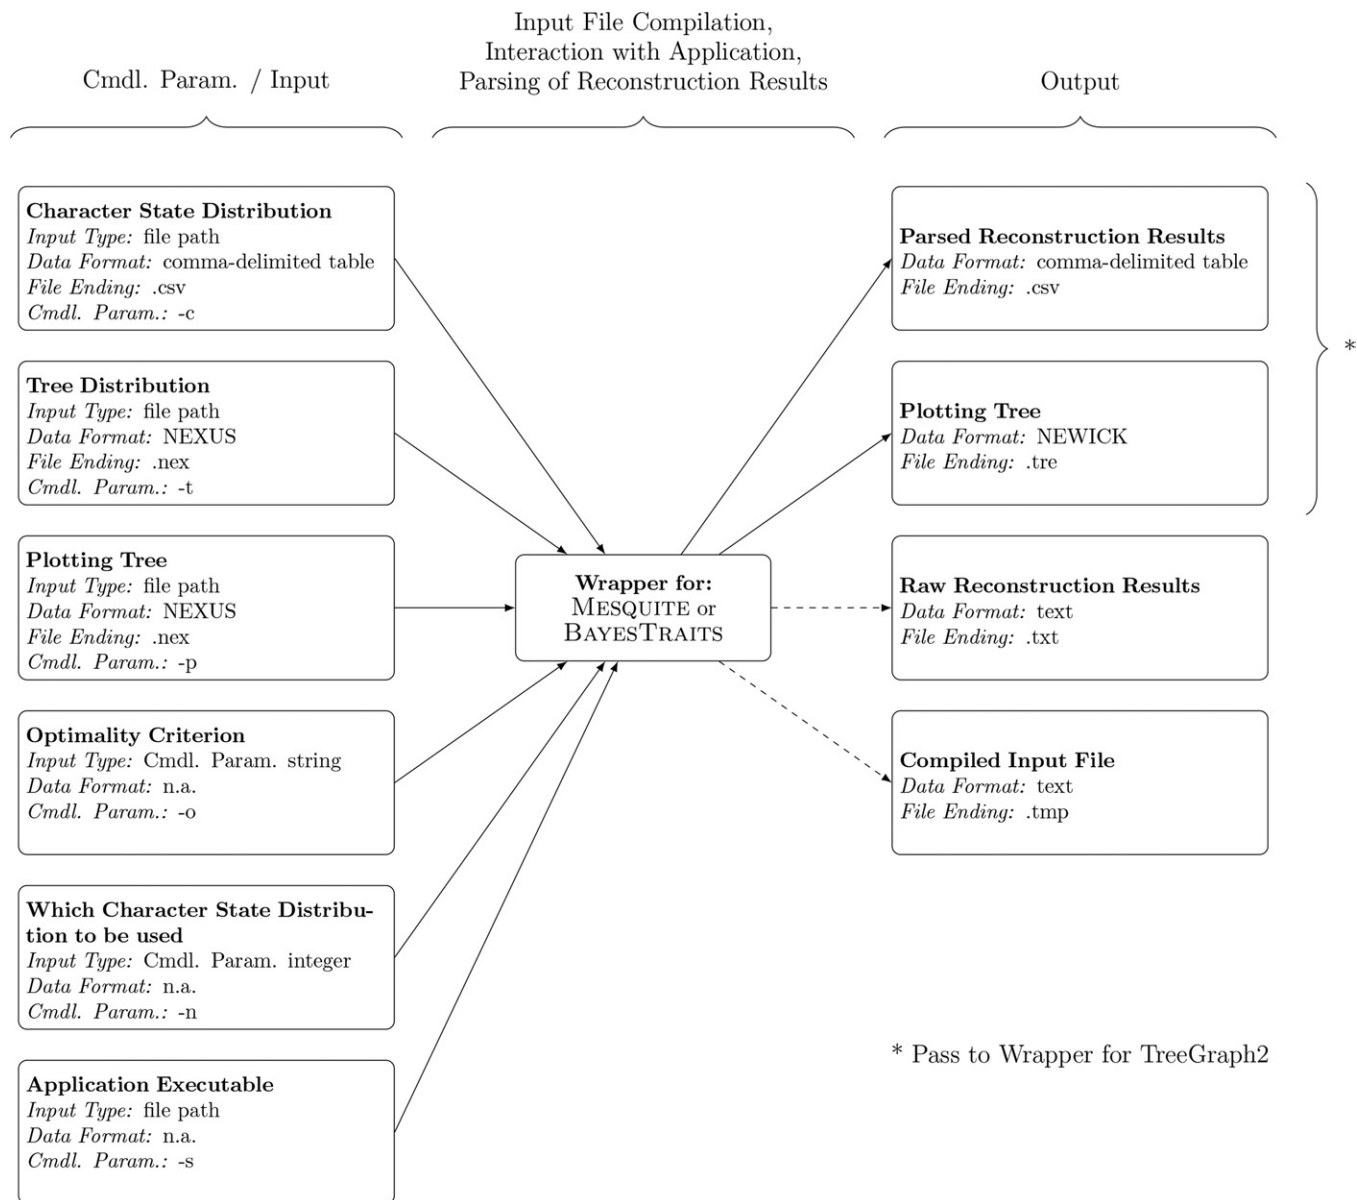 Cmdl. Param. / Input
Input File Compilation,
Interaction with Application,
Parsing of Reconstruction Results
Output
Character State Distribution
Input Type: file path
Data Format: comma-delimited table
File Ending: .csv
Cmdl. Param.: -c
Tree Distribution
Input Type: file path
Data Format: NEXUS
File Ending: .nex
Cmdl. Param.: -t
Plotting Tree
Input Type: file path
Data Format: NEXUS
File Ending: .nex
Cmdl. Param.: -p
Optimality Criterion
Input Type: Cmdl. Param. string
Data Format: n.a.
Cmdl. Param.: -o
Which Character State Distribu-
tion to be used
Input Type: Cmdl. Param. integer
Data Format: n.a.
Cmdl. Param.: -n
Application Executable
Input Type: file path
Data Format: n.a.
Cmdl. Param.: -s
Wrapper for:
MESQUITE or
BAYESTRAITS
Parsed Reconstruction Results
Data Format: comma-delimited table
File Ending: .csv
Plotting Tree
Data Format: NEWICK
File Ending: .tre
*
Raw Reconstruction Results
Data Format: text
File Ending: .txt
Compiled Input File
Data Format: text
File Ending: .tmp
* Pass to Wrapper for TreeGraph2